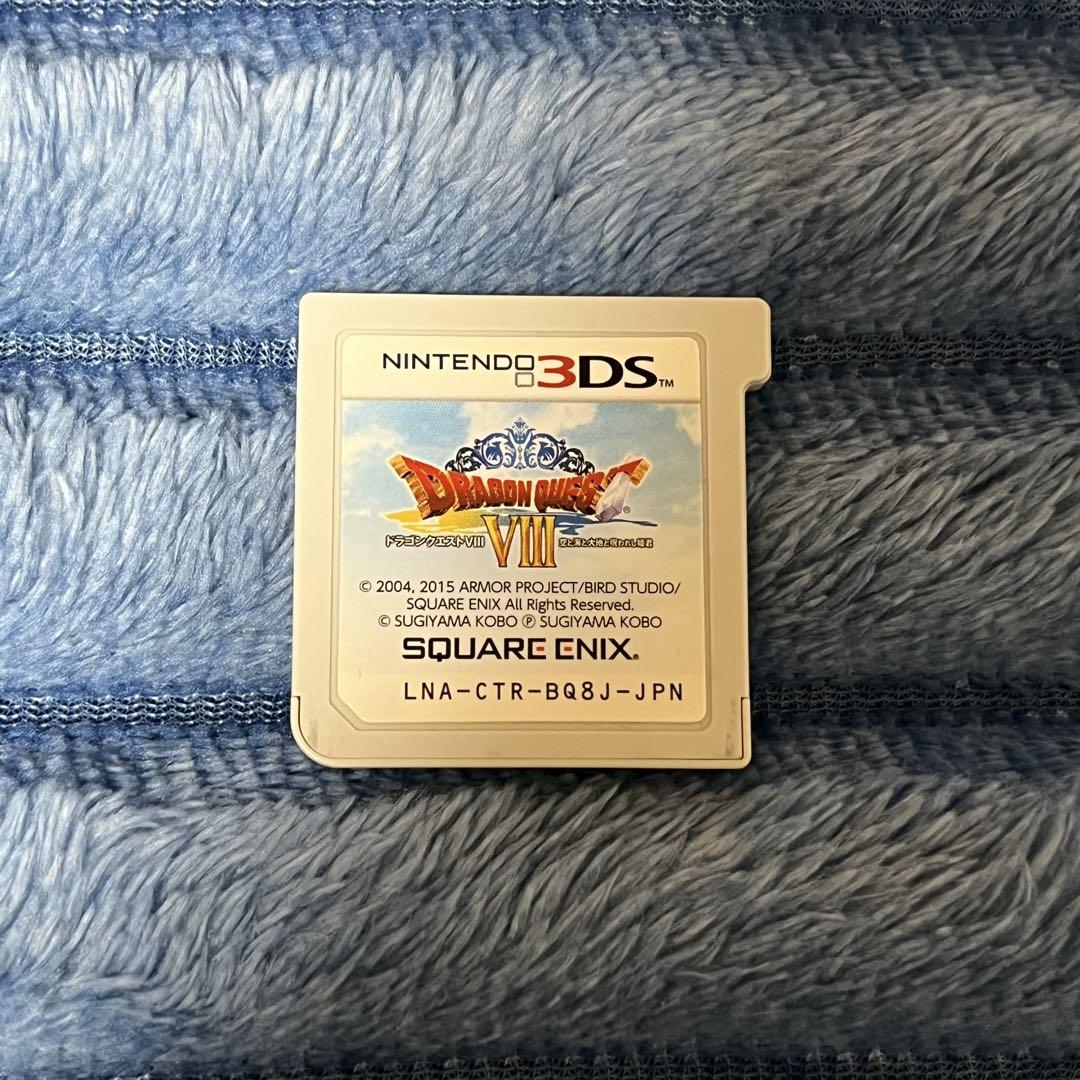 NINTENDO 3DS™
DRAGON QUEST®
ドラゴンクエストVIII VIII 空と海と大地と呪われし姫君
© 2004, 2015 ARMOR PROJECT/BIRD STUDIO/
SQUARE ENIX All Rights Reserved.
© SUGIYAMA KOBO ℗ SUGIYAMA KOBO
SQUARE ENIX®
LNA-CTR-BQ8J-JPN